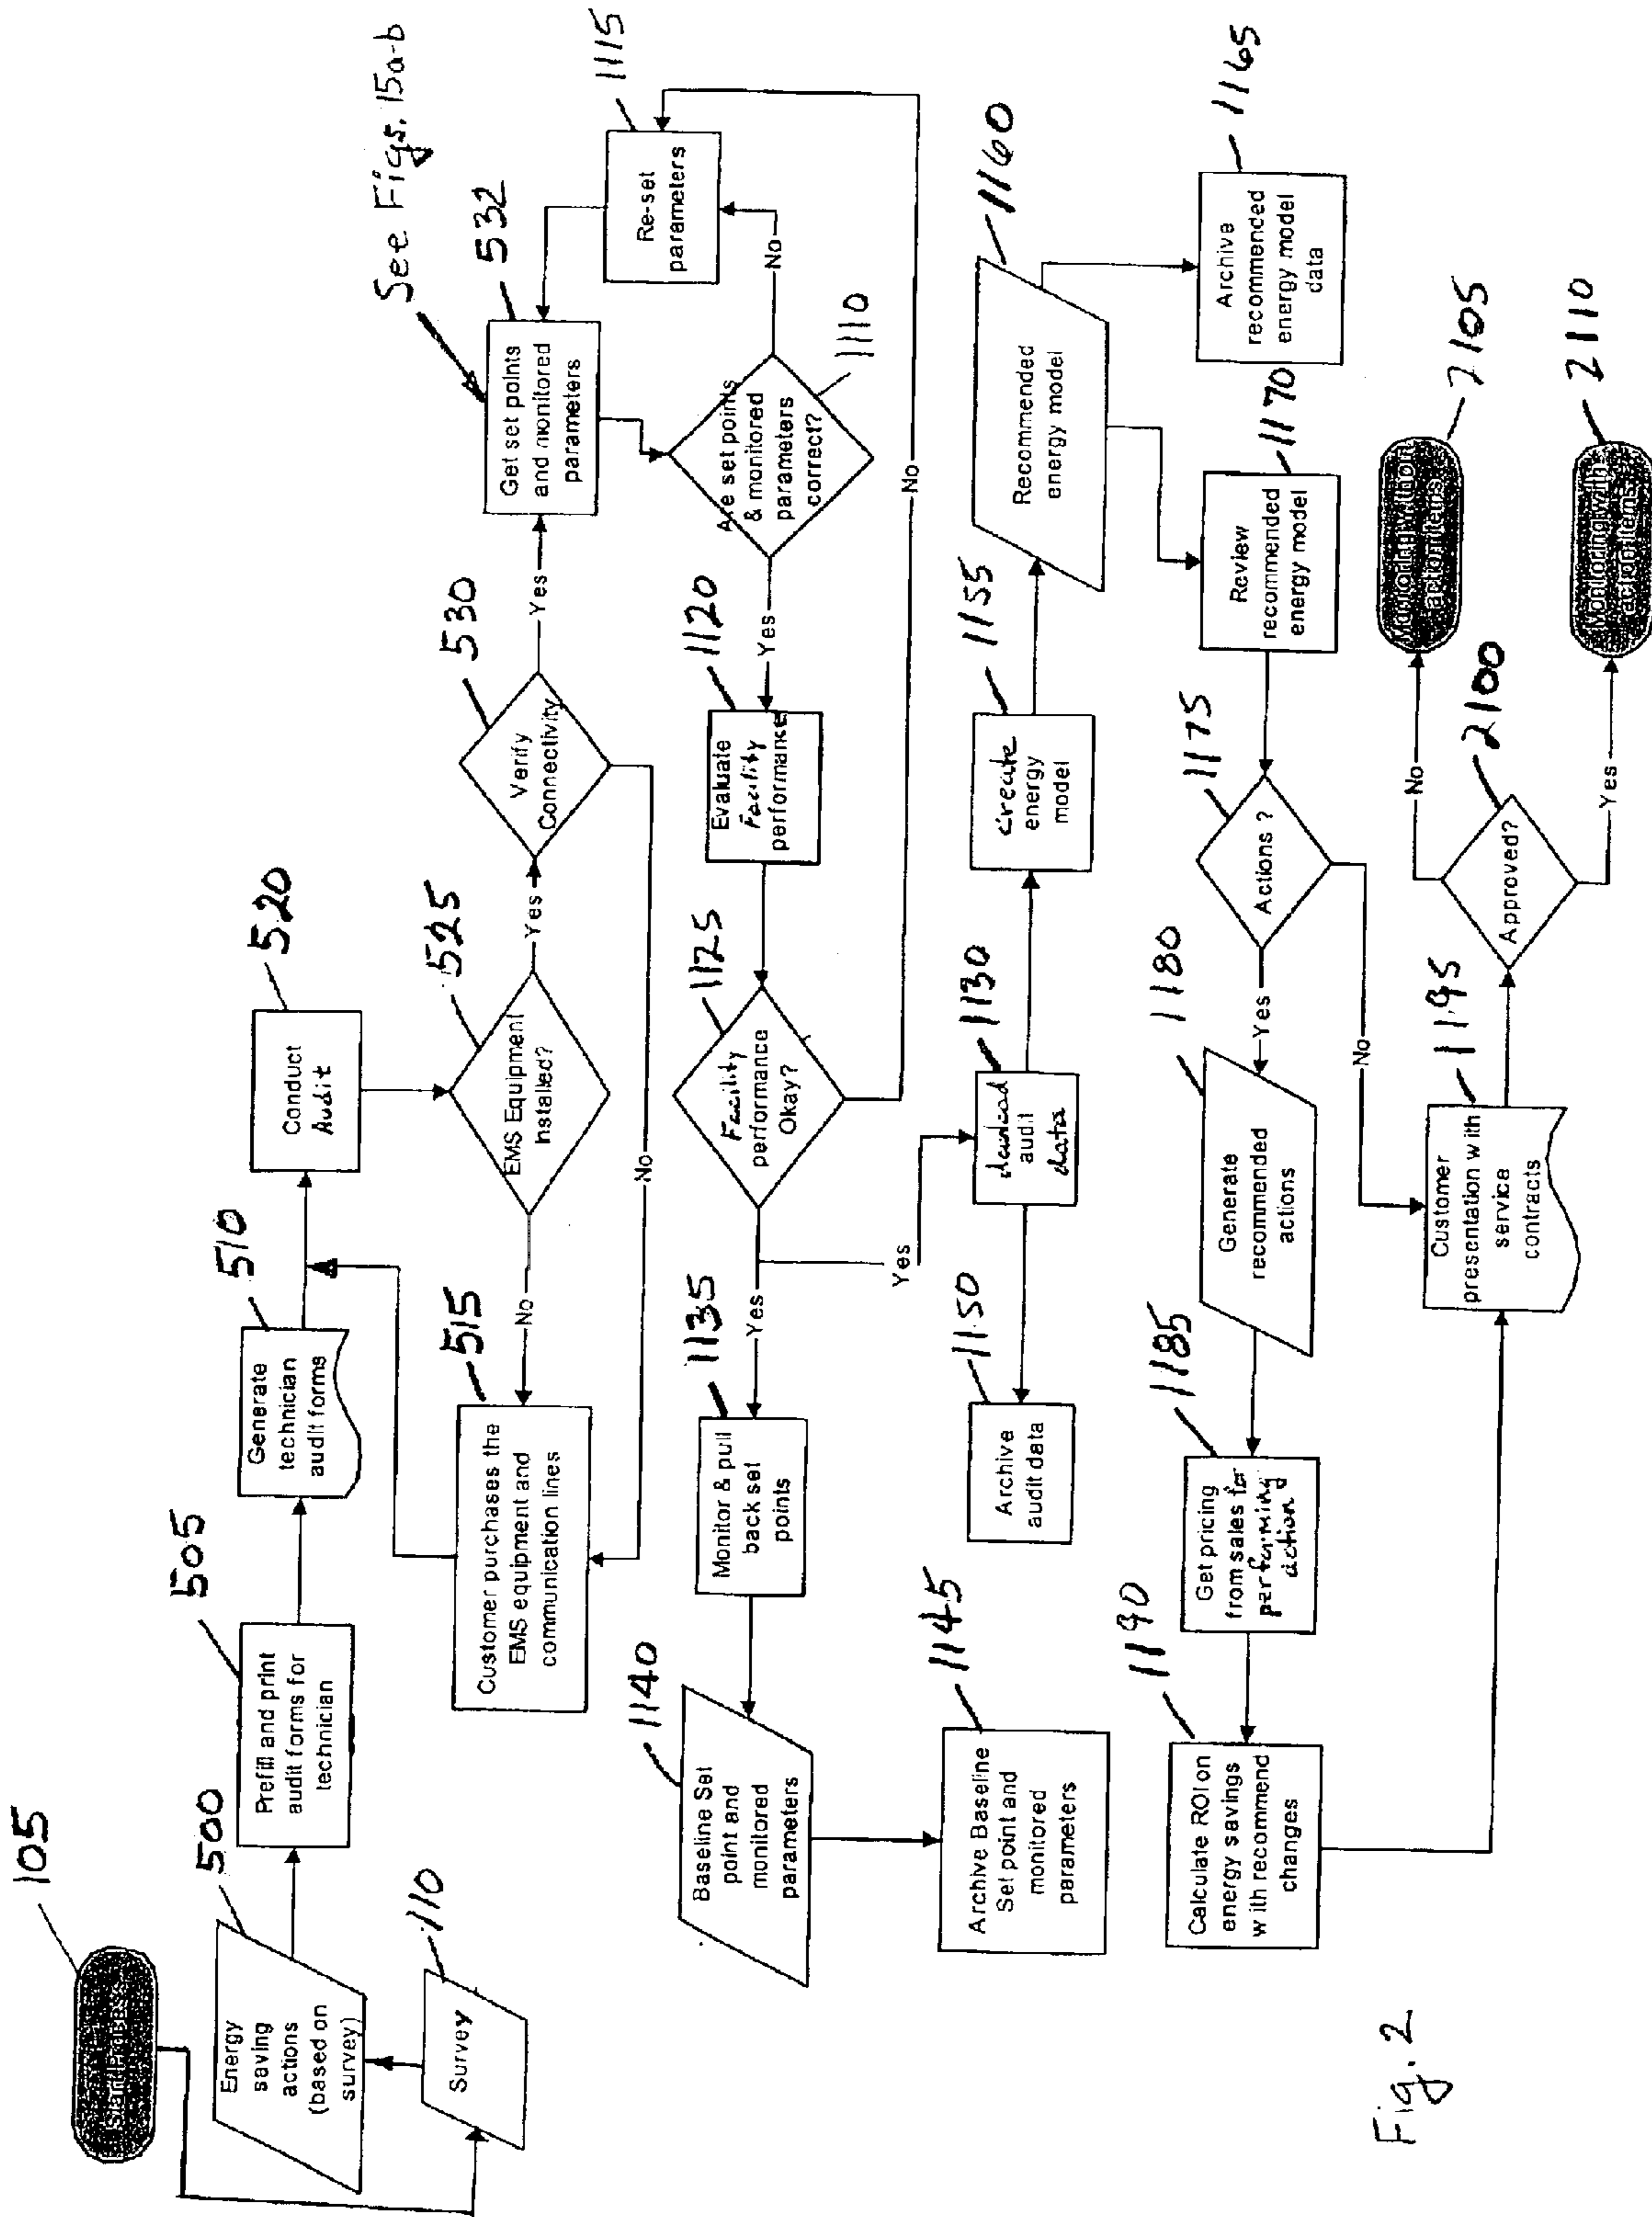 105
Start Process
500
Energy
saving
actions
(based on
survey)
110
Survey
505
Prefill and print
audit forms for
technician
510
Generate
technician
audit forms
520
Conduct
Audit
515
Customer purchases the
EMS equipment and
communication lines
No
525
EMS Equipment
Installed?
Yes
530
Verify
Connectivity
Yes
No
See Figs. 15a-b
532
Get set points
and monitored
parameters
1115
Re-set
parameters
No
1110
Are set points
& monitored
parameters
correct?
Yes
1120
Evaluate
Facility
performance
No
1125
Facility
performance
Okay?
Yes
Yes
1135
Monitor & pull
back set
points
1140
Baseline Set
point and
monitored
parameters
1145
Archive Baseline
Set point and
monitored
parameters
1130
audit
data
1150
Archive
audit data
1155
Create
energy
model
1160
Recommended
energy model
1165
Archive
recommended
energy model
data
1170
Review
recommended
energy model
1175
Actions ?
Yes
No
1180
Generate
recommended
actions
1185
Get pricing
from sales for
performing
action
1190
Calculate ROI on
energy savings
with recommend
changes
1195
Customer
presentation with
service
contracts
2100
Approved?
No
Yes
2105
2110
Monitoring with
action items
Fig. 2